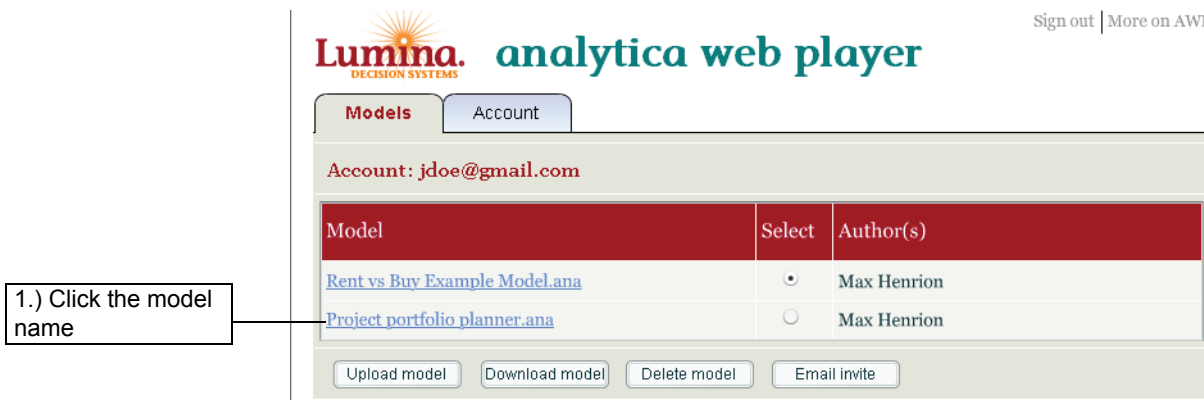 Sign out | More on AW
Lumina. analytica web player
DECISION SYSTEMS
Models Account
Account: jdoe@gmail.com
Model Select Author(s)
Rent vs Buy Example Model.ana Max Henrion
1.) Click the model
name
Project portfolio planner.ana Max Henrion
Upload model Download model Delete model Email invite